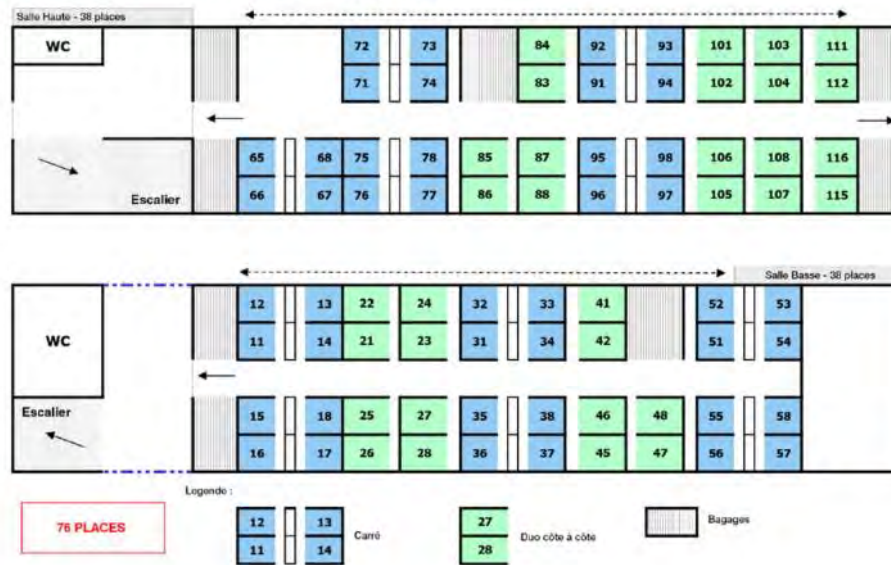 Salle Haute - 38 places
WC
72 73 84 92 93 101 103 111
71 74 83 91 94 102 104 112
65 68 75 78 85 87 95 98 106 108 116
66 67 76 77 86 88 96 97 105 107 115
Escalier
Salle Basse - 38 places
12 13 22 24 32 33 41 52 53
WC
11 14 21 23 31 34 42 51 54
Escalier
15 18 25 27 35 38 46 48 55 58
16 17 26 28 36 37 45 47 56 57
Legende :
76 PLACES
12 13
11 14
Carré
27
28
Duo côte à côte
Bagages